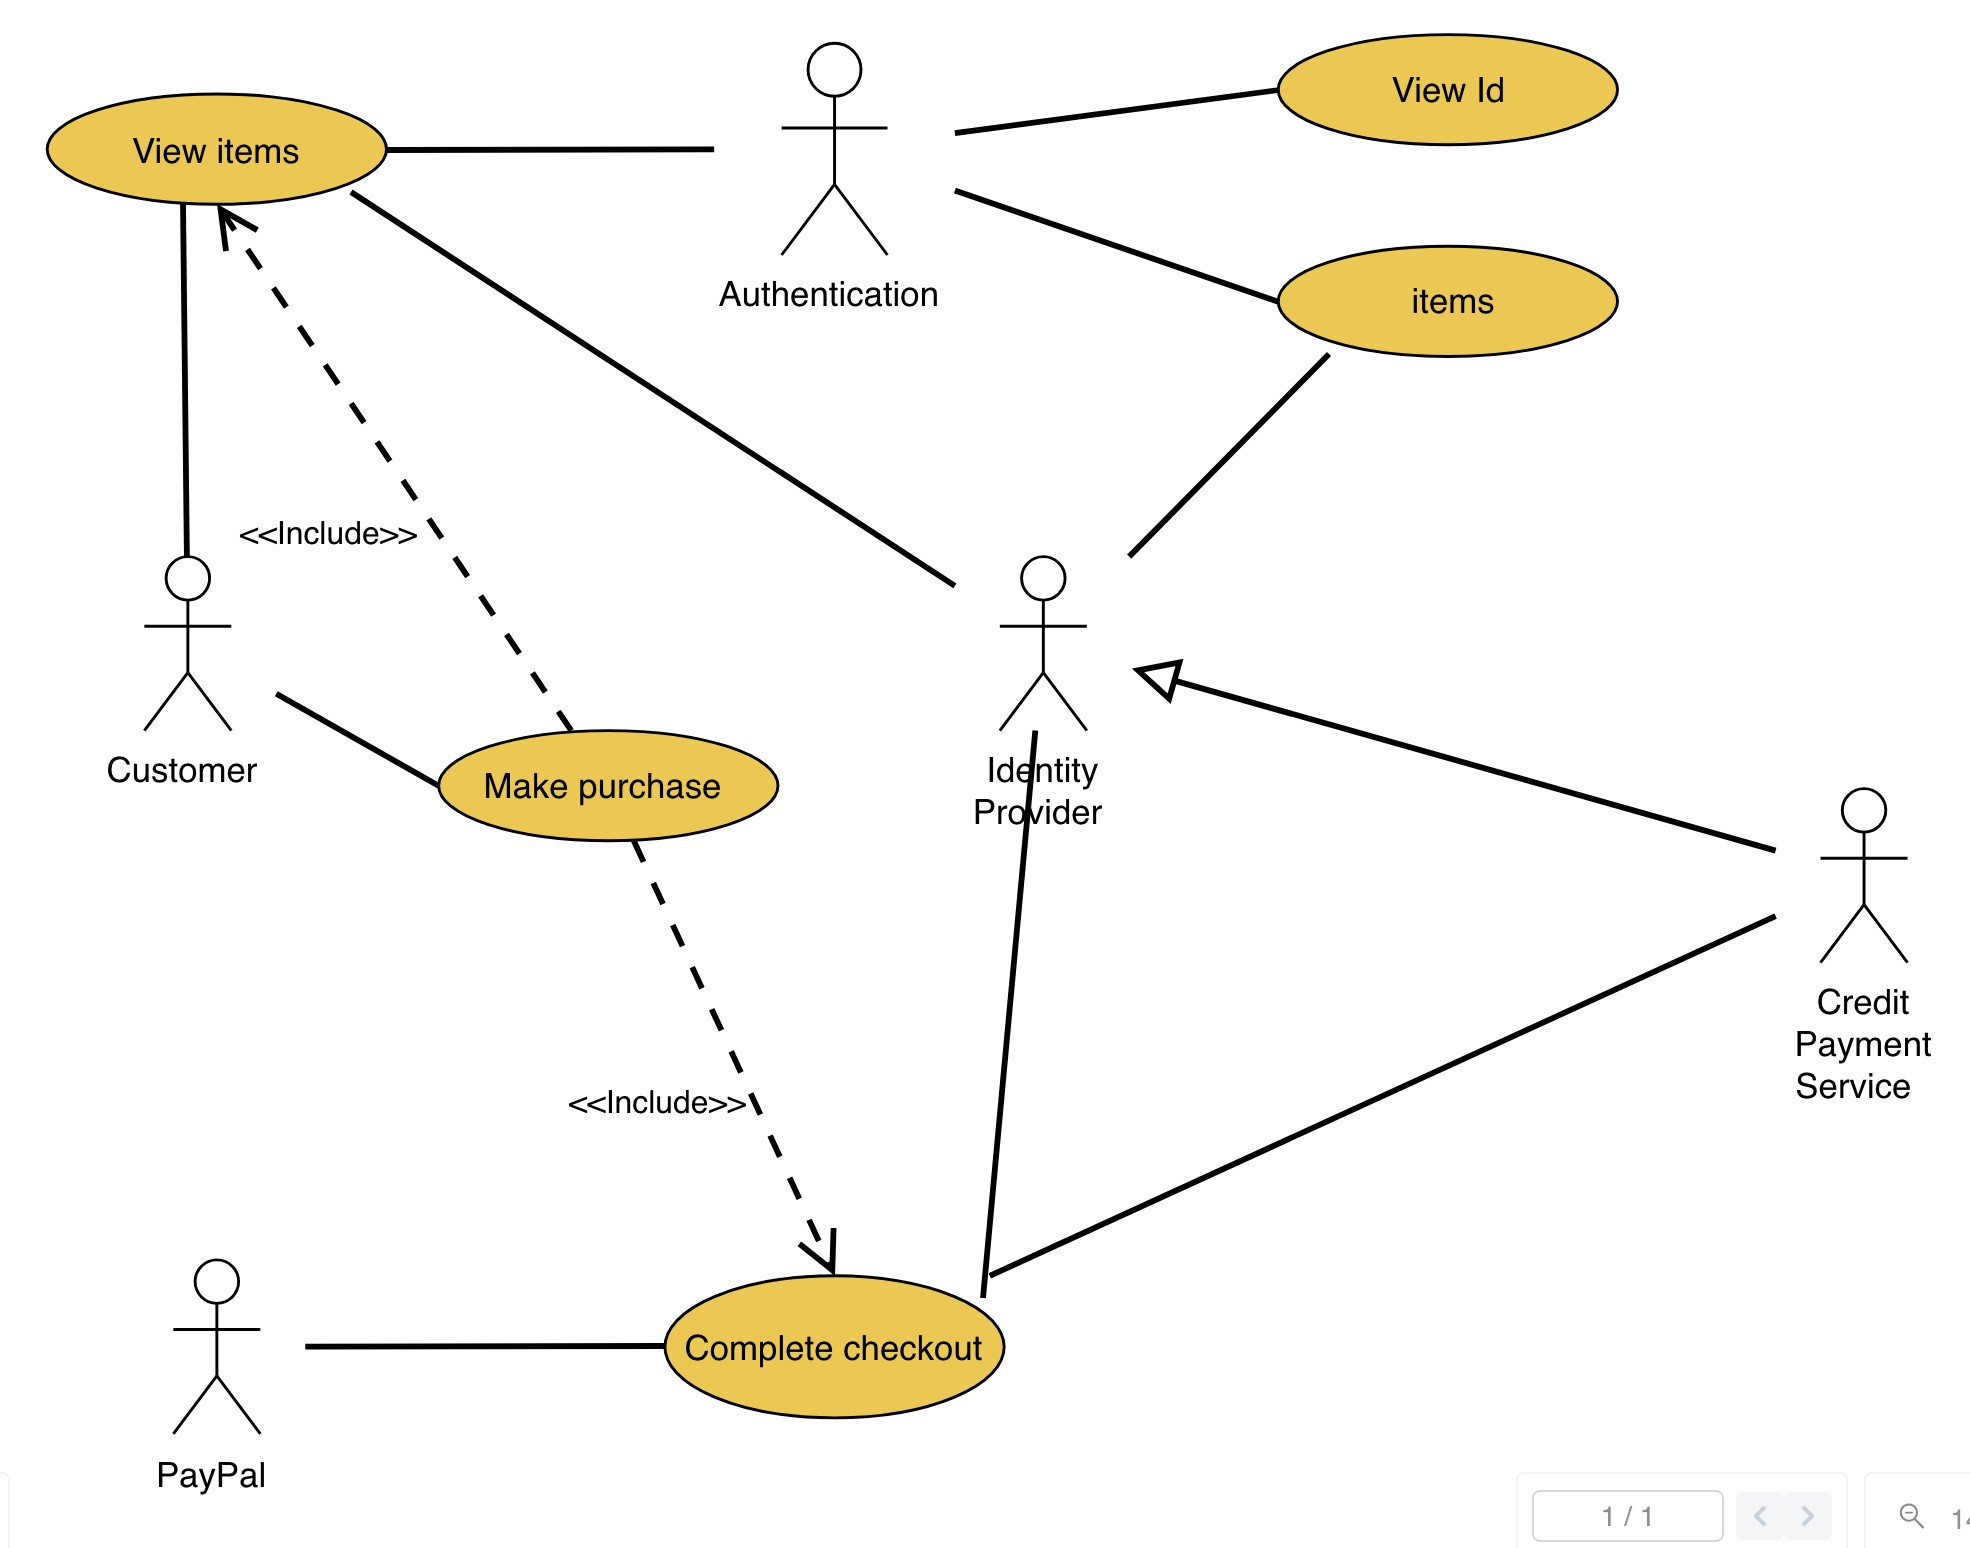 View Id
View items
Authentication
items
<<Include>>
Customer
Make purchase
Identity
Provider
Credit
Payment
Service
<<Include>>
Complete checkout
PayPal
1 / 1